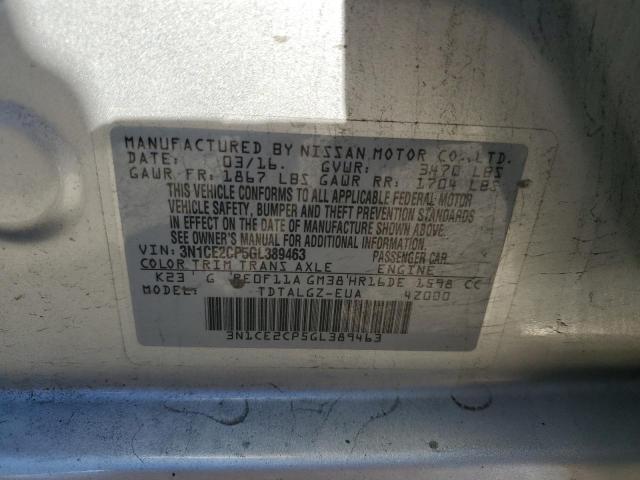 MANUFACTURED BY NISSAN MOTOR CO., LTD.
DATE: 03/16. GVWR: 3470 LBS
GAWR FR: 1867 LBS GAWR RR: 1704 LBS
THIS VEHICLE CONFORMS TO ALL APPLICABLE FEDERAL MOTOR
VEHICLE SAFETY, BUMPER AND THEFT PREVENTION STANDARDS
IN EFFECT ON THE DATE OF MANUFACTURE SHOWN ABOVE.
SEE OWNER'S MANUAL FOR ADDITIONAL INFORMATION
VIN: 3N1CE2CP5GL389463 PASSENGER CAR
COLOR TRIM TRANS AXLE ENGINE
K23 G RE0F11A GM38 HR16DE 1598 CC
MODEL: TDTALGZ-EUA 42000
3N1CE2CP5GL389463